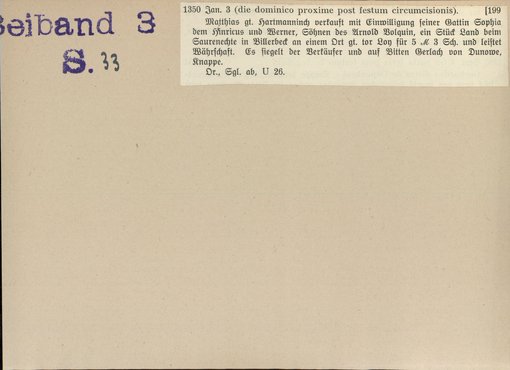 Beiband 3
S. 33
1350 Jan. 3 (die dominico proxime post festum circumcisionis). [199
Matthias gt. Hartmanninch verkauft mit Einwilligung seiner Gattin Sophia
dem Hinricus und Werner, Söhnen des Arnold Volquin, ein Stück Land beim
Saurenechte in Billerbeck an einem Ort gt. tor Loy für 5 ℳ 3 Sch. und leistet
Währschaft. Es siegelt der Verkäufer und auf Bitten Gerlach von Dunowe,
Knappe.
Or., Sgl. ab, U 26.